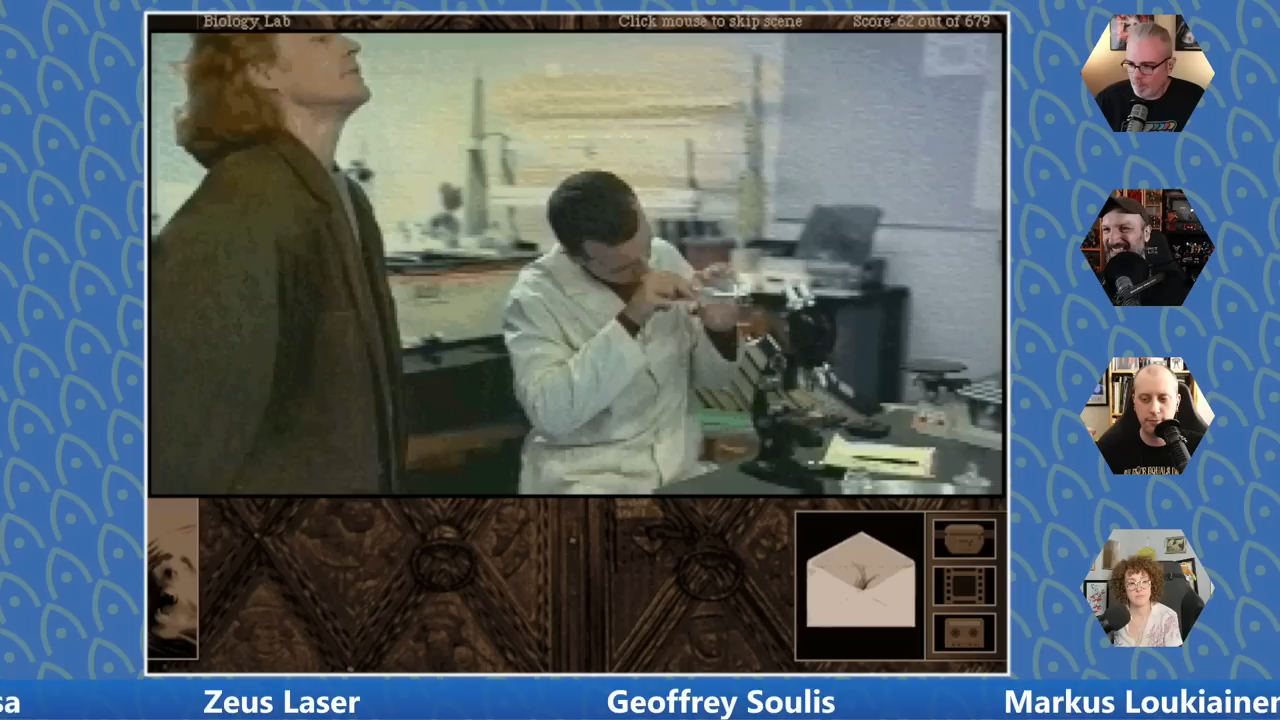 Biology Lab
Click mouse to skip scene
Score: 62 out of 679
sa
Zeus Laser
Geoffrey Soulis
Markus Loukiainen